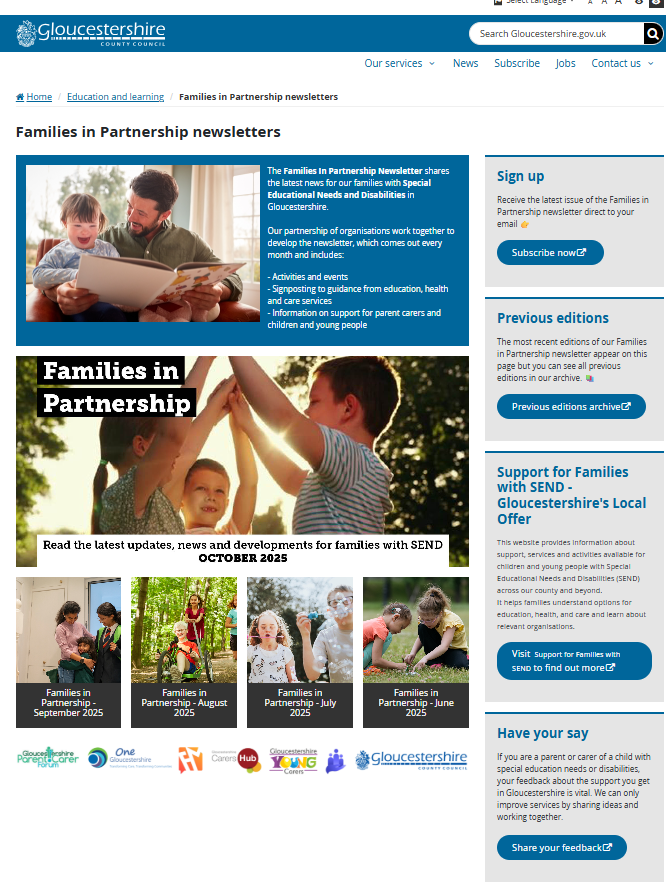 Select Language
A A A
Gloucestershire
COUNTY COUNCIL
Search Gloucestershire.gov.uk
Our services
News
Subscribe
Jobs
Contact us
Home / Education and learning / Families in Partnership newsletters
Families in Partnership newsletters
The Families In Partnership Newsletter shares
the latest news for our families with Special
Educational Needs and Disabilities in
Gloucestershire.
Our partnership of organisations work together to
develop the newsletter, which comes out every
month and includes:
- Activities and events
- Signposting to guidance from education, health
and care services
- Information on support for parent carers and
children and young people
Families in
Partnership
Read the latest updates, news and developments for families with SEND
OCTOBER 2025
Families in
Partnership -
September 2025
Families in
Partnership - August
2025
Families in
Partnership - July
2025
Families in
Partnership - June
2025
Gloucestershire
Parent Carer
Forum
One
Gloucestershire
Gloucestershire
Carers Hub
Gloucestershire
YOUNG
Carers
Gloucestershire
COUNTY COUNCIL
Sign up
Receive the latest issue of the Families in
Partnership newsletter direct to your
email 👉
Subscribe now
Previous editions
The most recent editions of our Families
in Partnership newsletter appear on this
page but you can see all previous
editions in our archive. 📚
Previous editions archive
Support for Families
with SEND -
Gloucestershire's Local
Offer
This website provides information about
support, services and activities available for
children and young people with Special
Educational Needs and Disabilities (SEND)
across our county and beyond.
It helps families understand options for
education, health, and care and learn about
relevant organisations.
Visit Support for Families with
SEND to find out more
Have your say
If you are a parent or carer of a child with
special education needs or disabilities,
your feedback about the support you get
in Gloucestershire is vital. We can only
improve services by sharing ideas and
working together.
Share your feedback